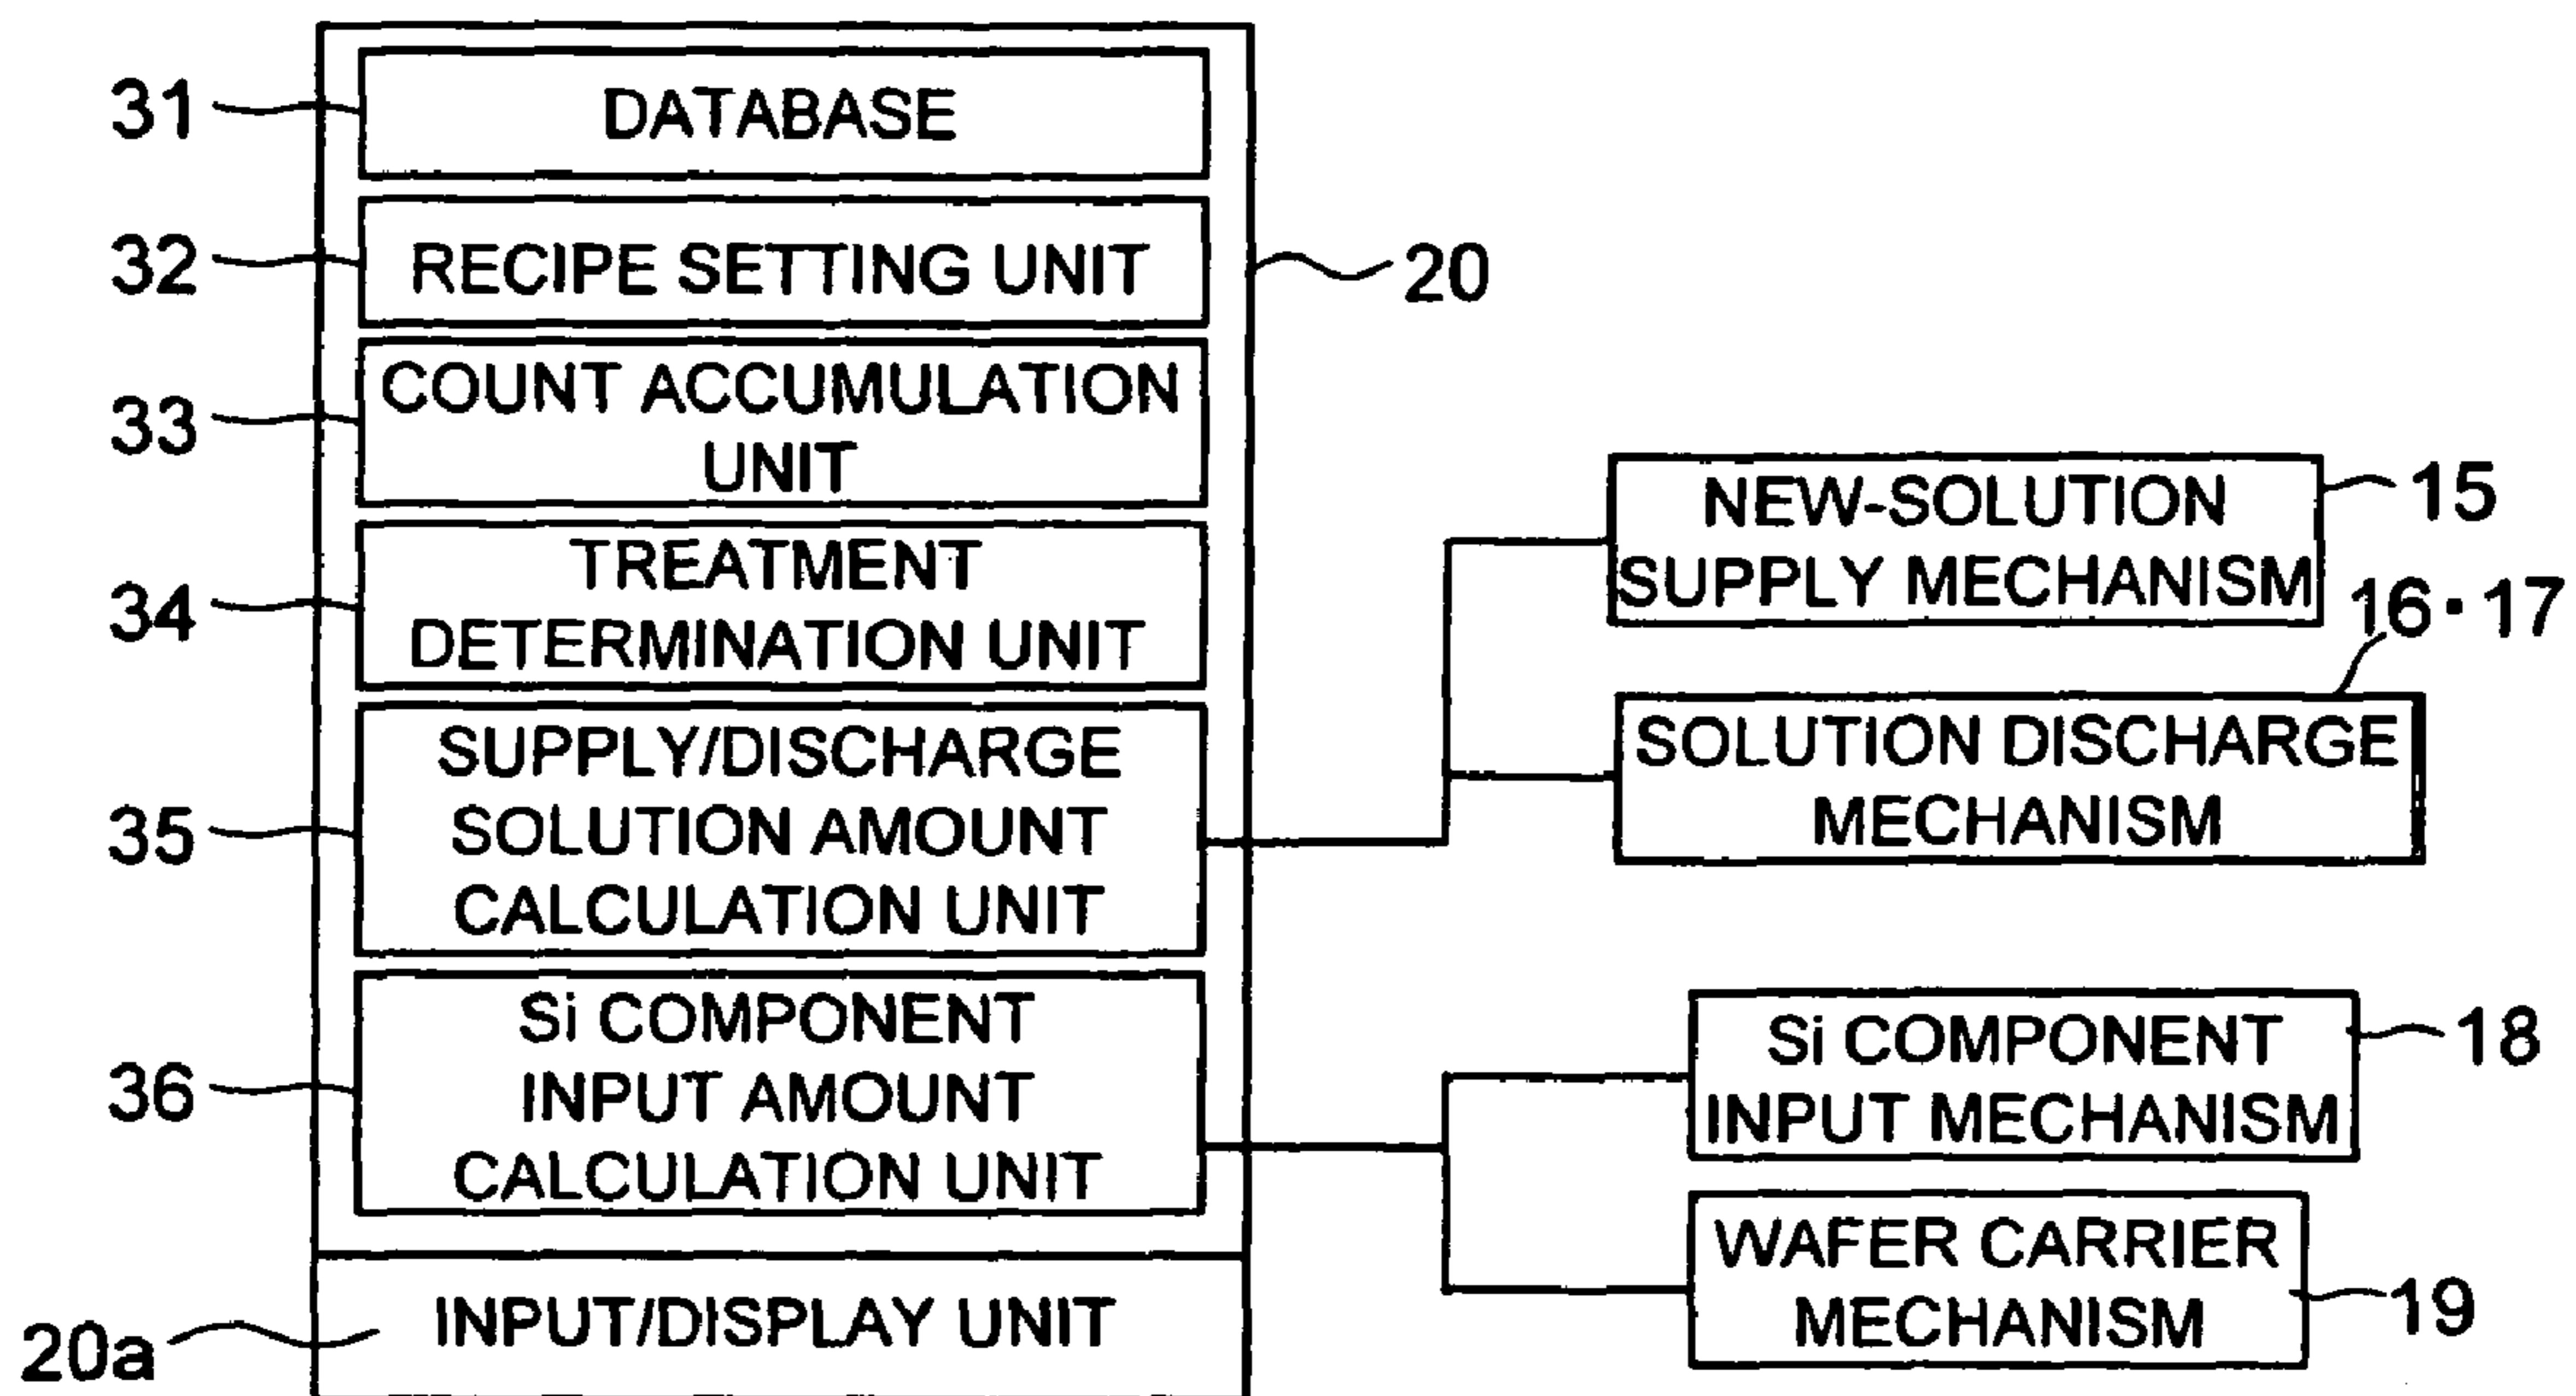 31
DATABASE
32
RECIPE SETTING UNIT
20
33
COUNT ACCUMULATION
UNIT
34
TREATMENT
DETERMINATION UNIT
35
SUPPLY/DISCHARGE
SOLUTION AMOUNT
CALCULATION UNIT
36
Si COMPONENT
INPUT AMOUNT
CALCULATION UNIT
20a
INPUT/DISPLAY UNIT
NEW-SOLUTION
SUPPLY MECHANISM
15
16・17
SOLUTION DISCHARGE
MECHANISM
Si COMPONENT
INPUT MECHANISM
18
WAFER CARRIER
MECHANISM
19